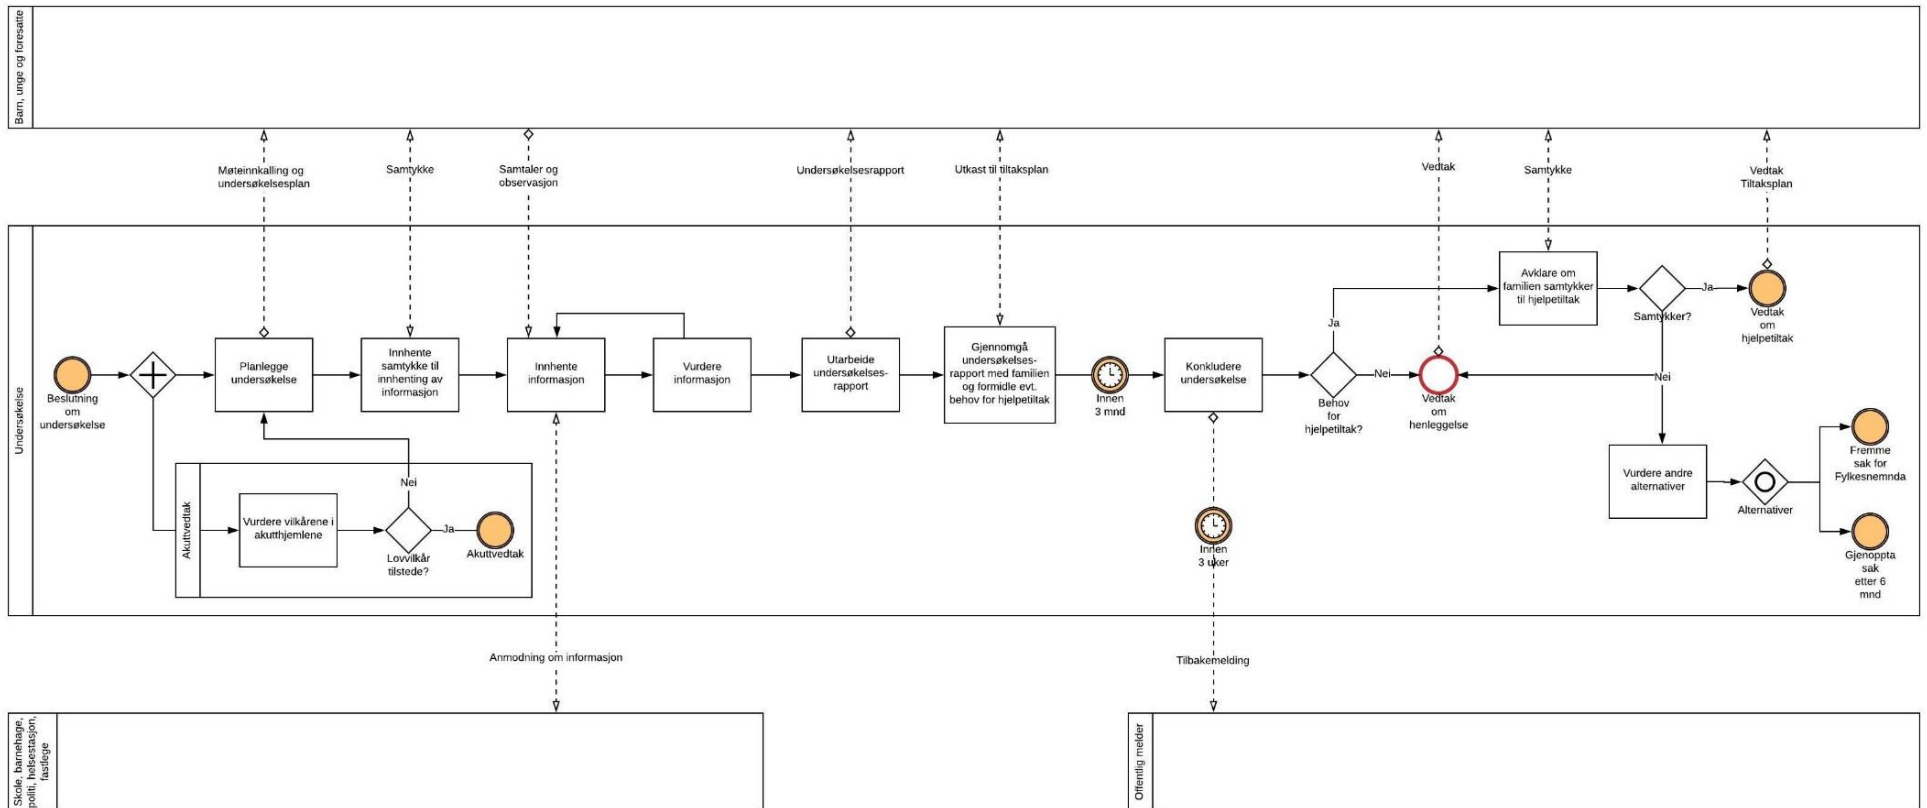 Barn, unge og foresatte
Møteinnkalling og
undersøkelsesplan
Samtykke
Samtaler og
observasjon
Undersøkelsesrapport
Utkast til tiltaksplan
Vedtak
Samtykke
Vedtak
Tiltaksplan
Undersøkelse
Beslutning
om
undersøkelse
Planlegge
undersøkelse
Innhente
samtykke til
innhenting av
informasjon
Innhente
informasjon
Vurdere
informasjon
Utarbeide
undersøkelses-
rapport
Gjennomgå
undersøkelses-
rapport med familien
og formidle evt.
behov for hjelpetiltak
Innen
3 mnd
Konkludere
undersøkelse
Behov
for
hjelpetiltak?
Ja
Nei
Vedtak
om
henleggelse
Avklare om
familien samtykker
til hjelpetiltak
Samtykker?
Ja
Vedtak
om
hjelpetiltak
Nei
Vurdere andre
alternativer
Alternativer
Fremme
sak for
Fylkesnemnda
Gjenoppta
sak
etter 6
mnd
Akuttvedtak
Vurdere vilkårene i
akutthjemlene
Lovvilkår
tilstede?
Nei
Ja
Akuttvedtak
Innen
3 uker
Anmodning om informasjon
Tilbakemelding
Skole, barnehage,
politi, helsestasjon,
fastlege
Offentlig melder